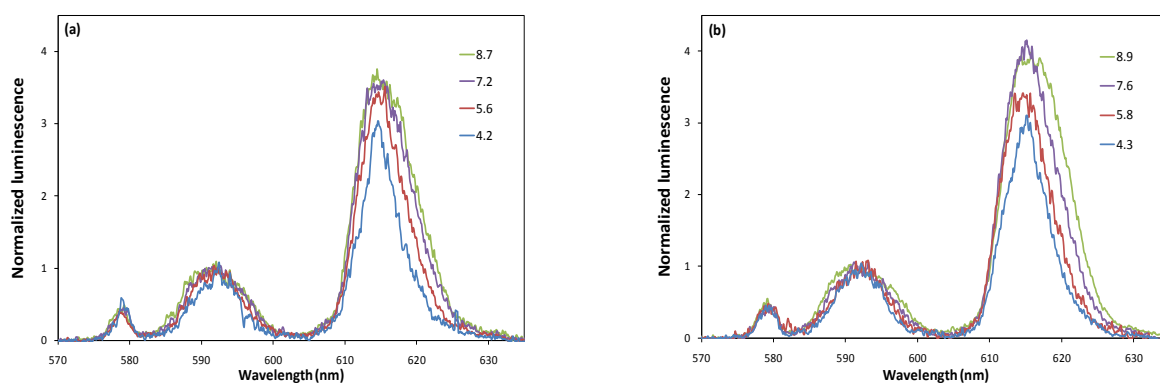 (a)
8.7
7.2
5.6
4.2
Normalized luminescence
4
3
2
1
0
570 580 590 600 610 620 630
Wavelength (nm)
(b)
8.9
7.6
5.8
4.3
Normalized luminescence
4
3
2
1
0
570 580 590 600 610 620 630
Wavelength (nm)